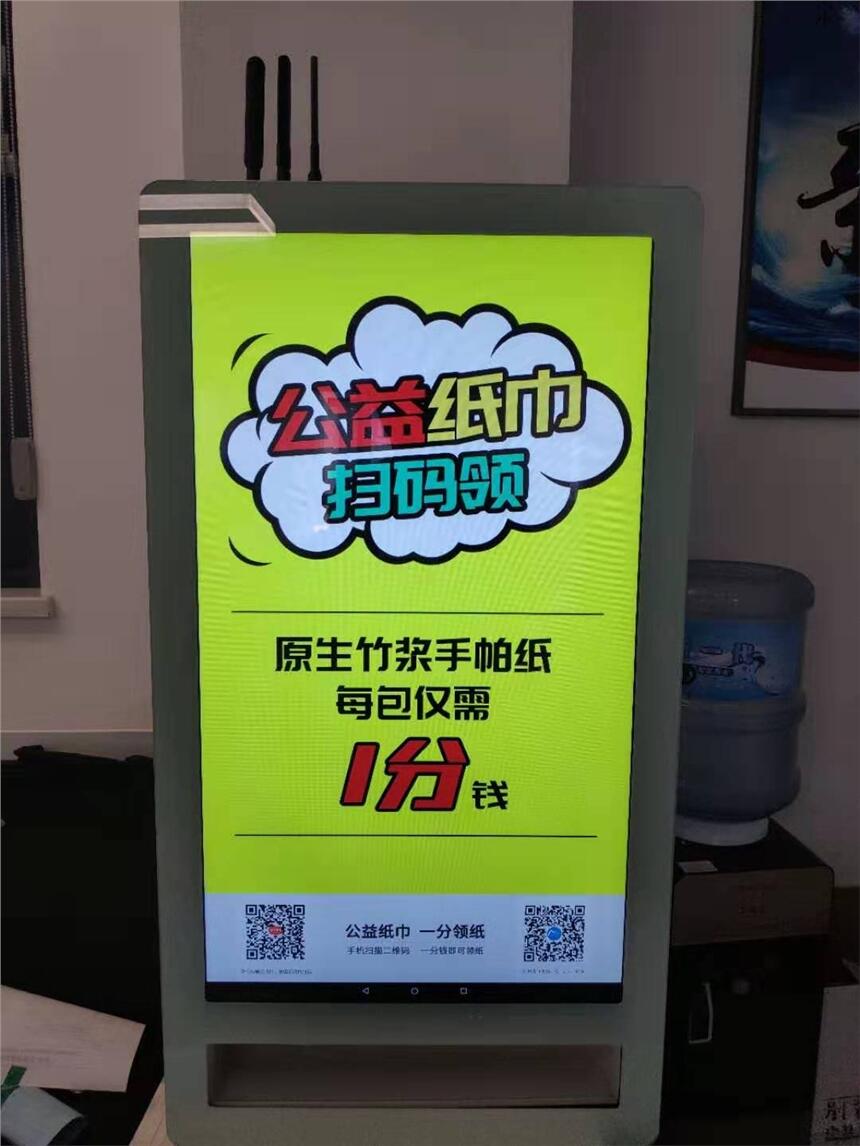 公益纸巾
扫码领
原生竹浆手帕纸
每包仅需
1分钱
公益纸巾 一分领纸
手机扫描二维码 一分钱即可领纸